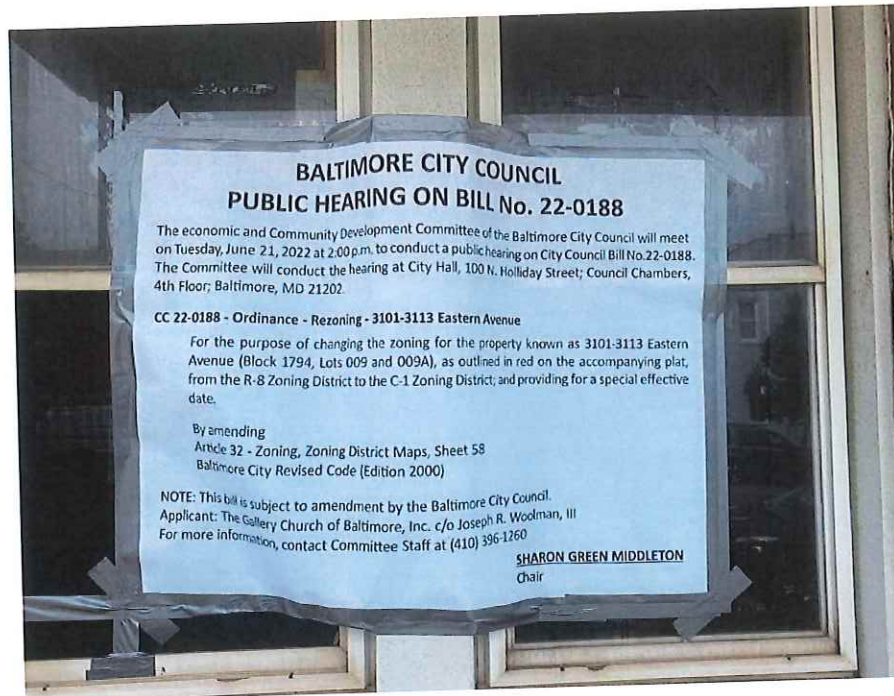 BALTIMORE CITY COUNCIL
PUBLIC HEARING ON BILL No. 22-0188
The economic and Community Development Committee of the Baltimore City Council will meet
on Tuesday, June 21, 2022 at 2:00 p.m. to conduct a public hearing on City Council Bill No.22-0188.
The Committee will conduct the hearing at City Hall, 100 N. Holliday Street; Council Chambers,
4th Floor; Baltimore, MD 21202.
CC 22-0188 - Ordinance - Rezoning - 3101-3113 Eastern Avenue
For the purpose of changing the zoning for the property known as 3101-3113 Eastern
Avenue (Block 1794, Lots 009 and 009A), as outlined in red on the accompanying plat,
from the R-8 Zoning District to the C-1 Zoning District; and providing for a special effective
date.
By amending
Article 32 - Zoning, Zoning District Maps, Sheet 58
Baltimore City Revised Code (Edition 2000)
NOTE: This bill is subject to amendment by the Baltimore City Council.
Applicant: The Gallery Church of Baltimore, Inc. c/o Joseph R. Woolman, III
For more information, contact Committee Staff at (410) 396-1260
SHARON GREEN MIDDLETON
Chair